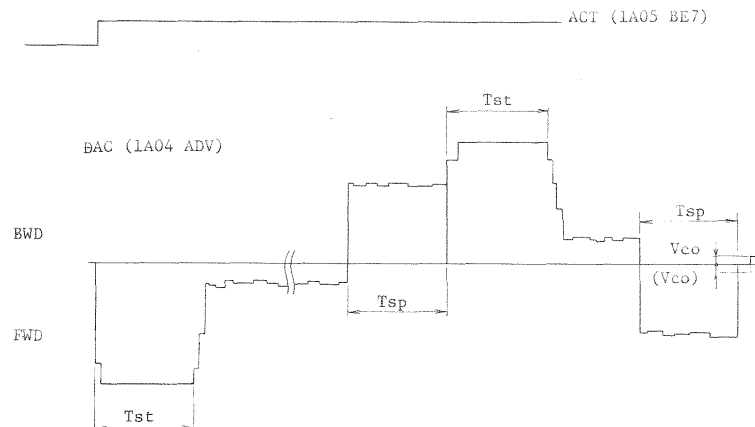 ACT (1A05 BE7)
Tst
DAC (1A04 ADV)
Tsp
BWD
Vco
(Vco)
Tsp
FWD
Tst